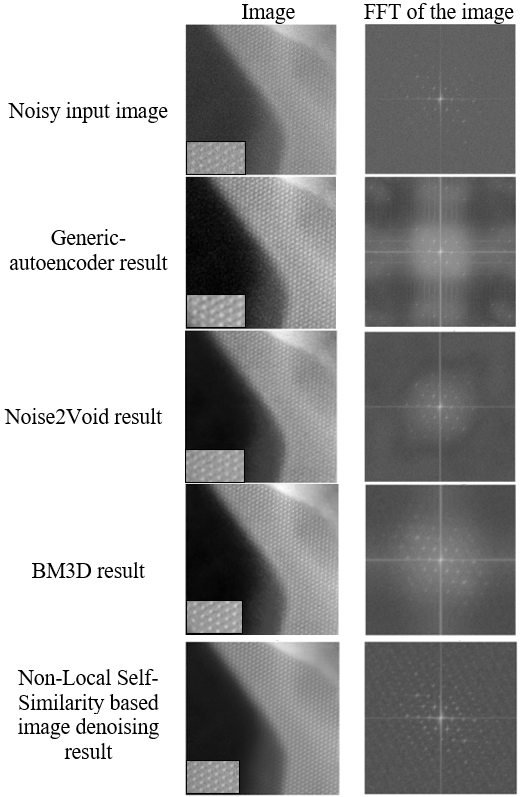 Image
FFT of the image
Noisy input image
Generic-
autoencoder result
Noise2Void result
BM3D result
Non-Local Self-
Similarity based
image denoising
result